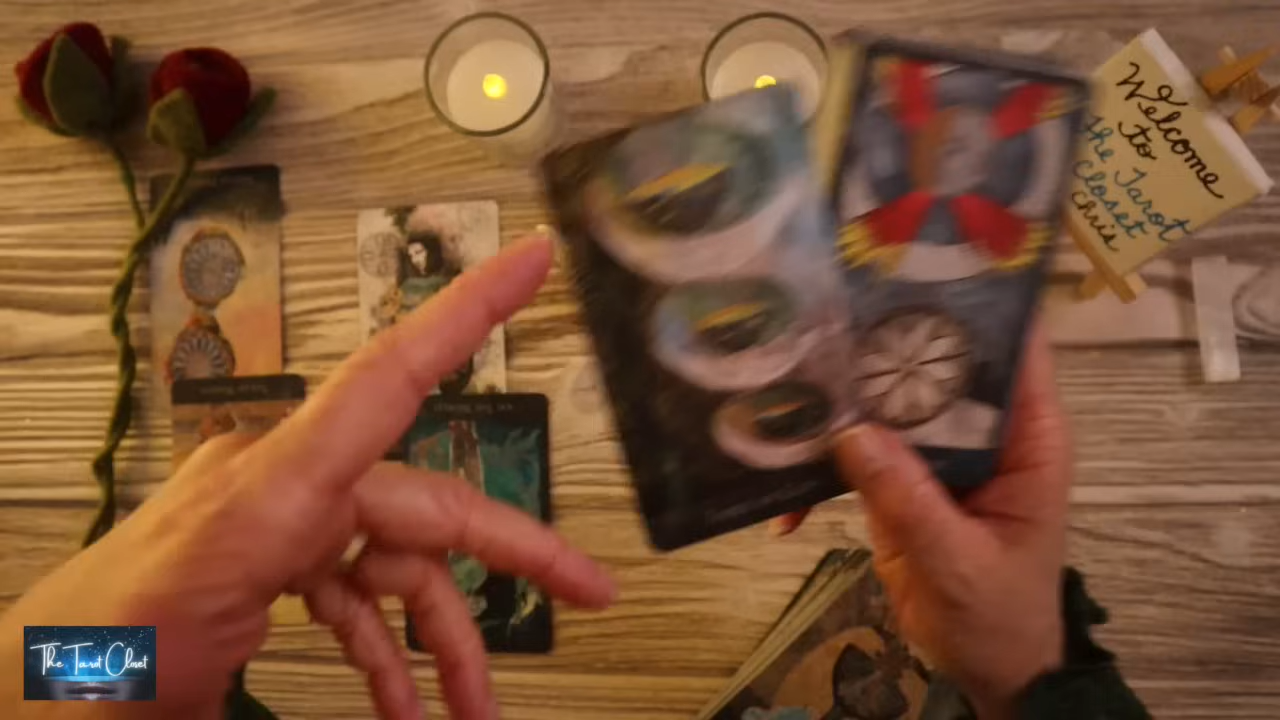 Welcome
to
the Tarot
Closet
Chris
The Tarot Closet